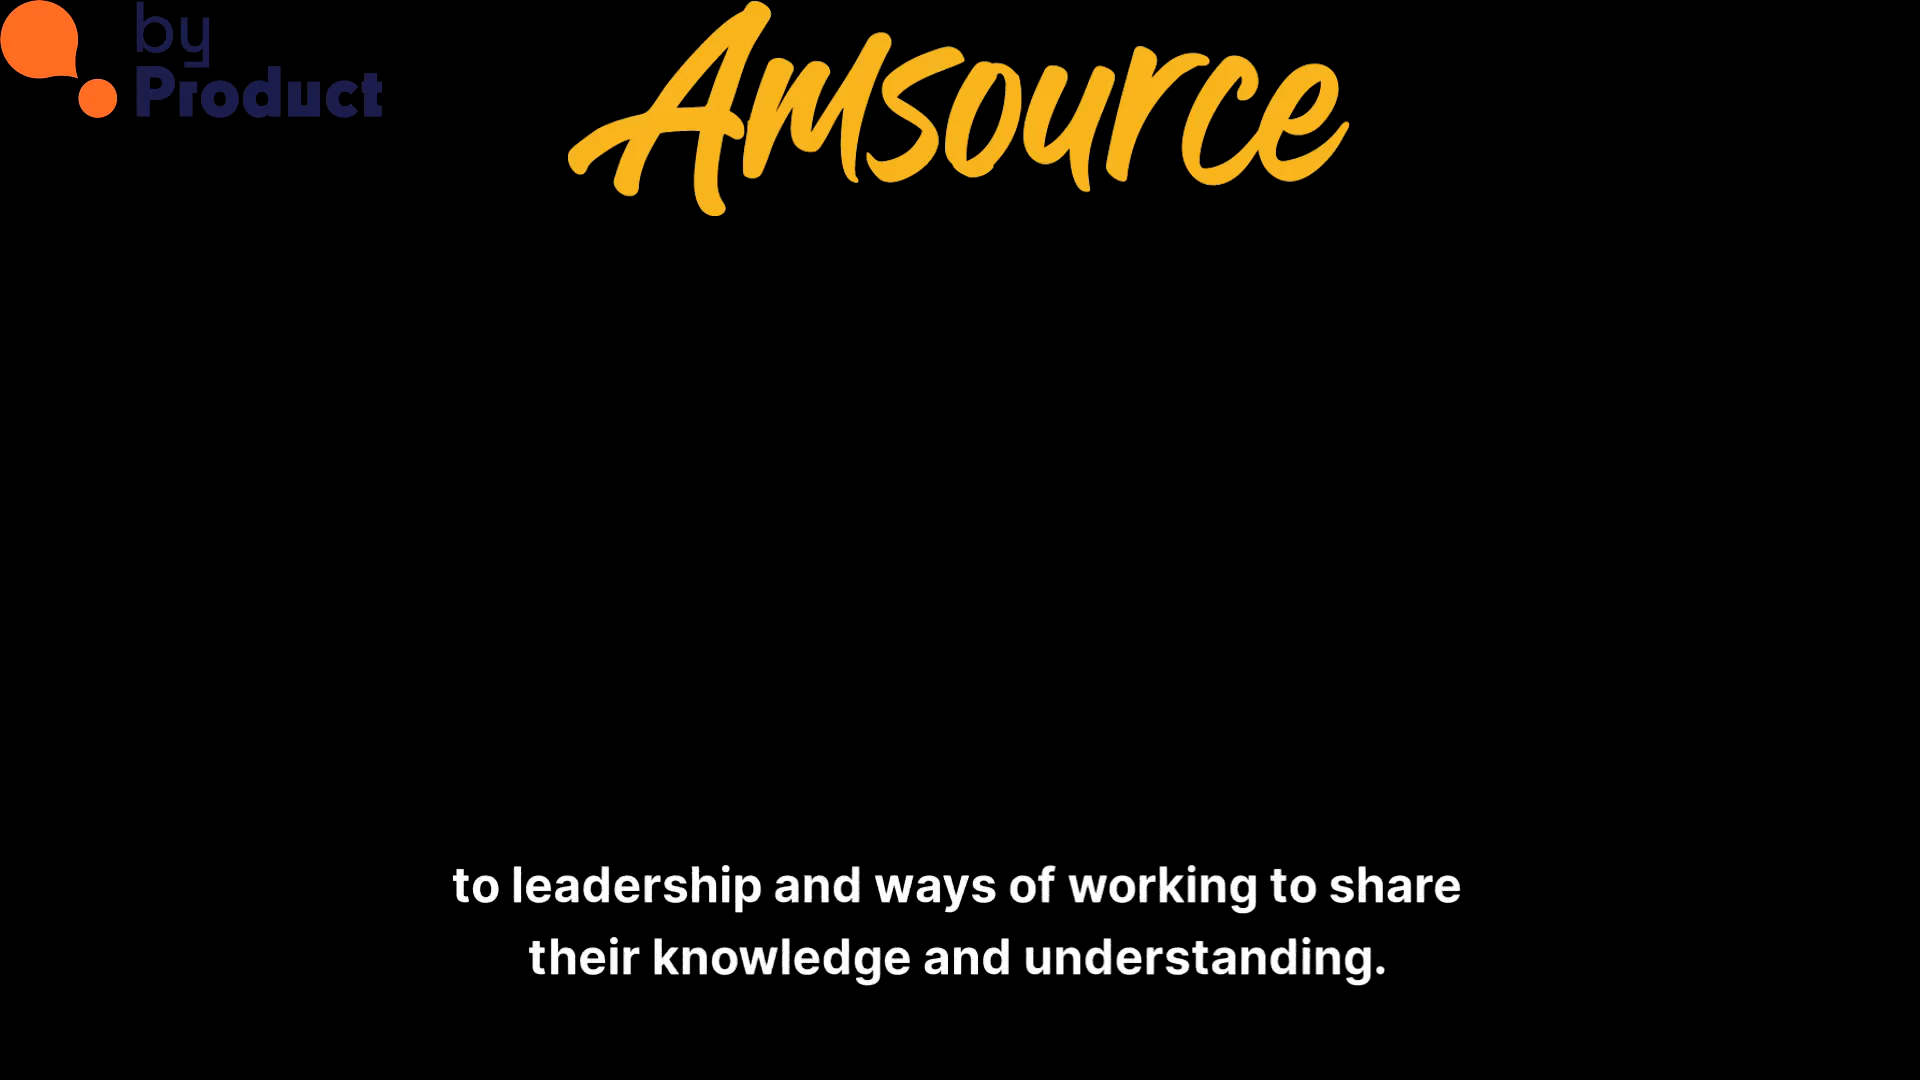 by
Product
Amsource
to leadership and ways of working to share
their knowledge and understanding.